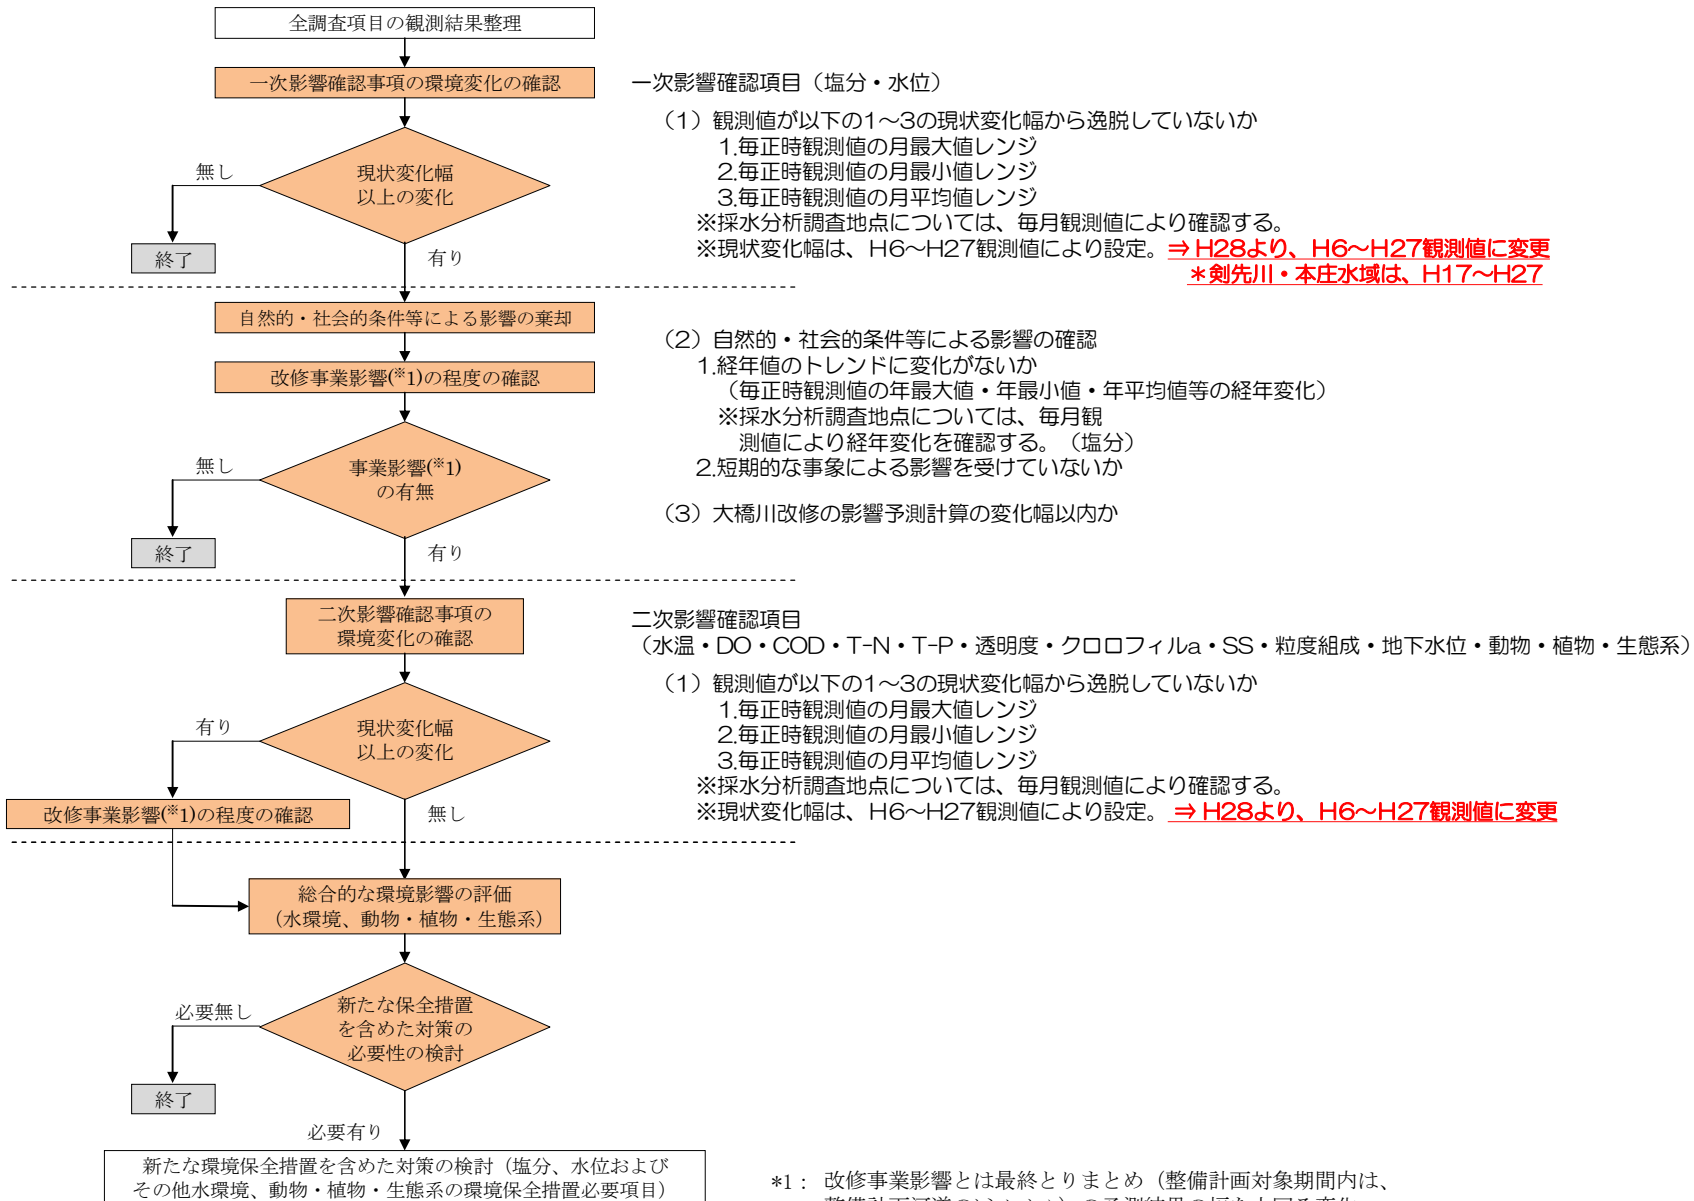 全調査項目の観測結果整理
一次影響確認事項の環境変化の確認
現状変化幅
以上の変化
無し
終了
有り
一次影響確認項目（塩分・水位）
（1）観測値が以下の1～3の現状変化幅から逸脱していないか
1.毎正時観測値の月最大値レンジ
2.毎正時観測値の月最小値レンジ
3.毎正時観測値の月平均値レンジ
※採水分析調査地点については、毎月観測値により確認する。
※現状変化幅は、H6～H27観測値により設定。⇒ H28より、H6～H27観測値に変更
＊剣先川・本庄水域は、H17～H27
自然的・社会的条件等による影響の棄却
改修事業影響(※1)の程度の確認
事業影響(※1)
の有無
無し
終了
有り
（2）自然的・社会的条件等による影響の確認
1.経年値のトレンドに変化がないか
（毎正時観測値の年最大値・年最小値・年平均値等の経年変化）
※採水分析調査地点については、毎月観
測値により経年変化を確認する。（塩分）
2.短期的な事象による影響を受けていないか
（3）大橋川改修の影響予測計算の変化幅以内か
二次影響確認事項の
環境変化の確認
現状変化幅
以上の変化
有り
改修事業影響(※1)の程度の確認
無し
二次影響確認項目
（水温・DO・COD・T-N・T-P・透明度・クロロフィルa・SS・粒度組成・地下水位・動物・植物・生態系）
（1）観測値が以下の1～3の現状変化幅から逸脱していないか
1.毎正時観測値の月最大値レンジ
2.毎正時観測値の月最小値レンジ
3.毎正時観測値の月平均値レンジ
※採水分析調査地点については、毎月観測値により確認する。
※現状変化幅は、H6～H27観測値により設定。 ⇒ H28より、H6～H27観測値に変更
総合的な環境影響の評価
（水環境、動物・植物・生態系）
新たな保全措置
を含めた対策の
必要性の検討
必要無し
終了
必要有り
新たな環境保全措置を含めた対策の検討（塩分、水位および
その他水環境、動物・植物・生態系の環境保全措置必要項目）
*1： 改修事業影響とは最終とりまとめ（整備計画対象期間内は、